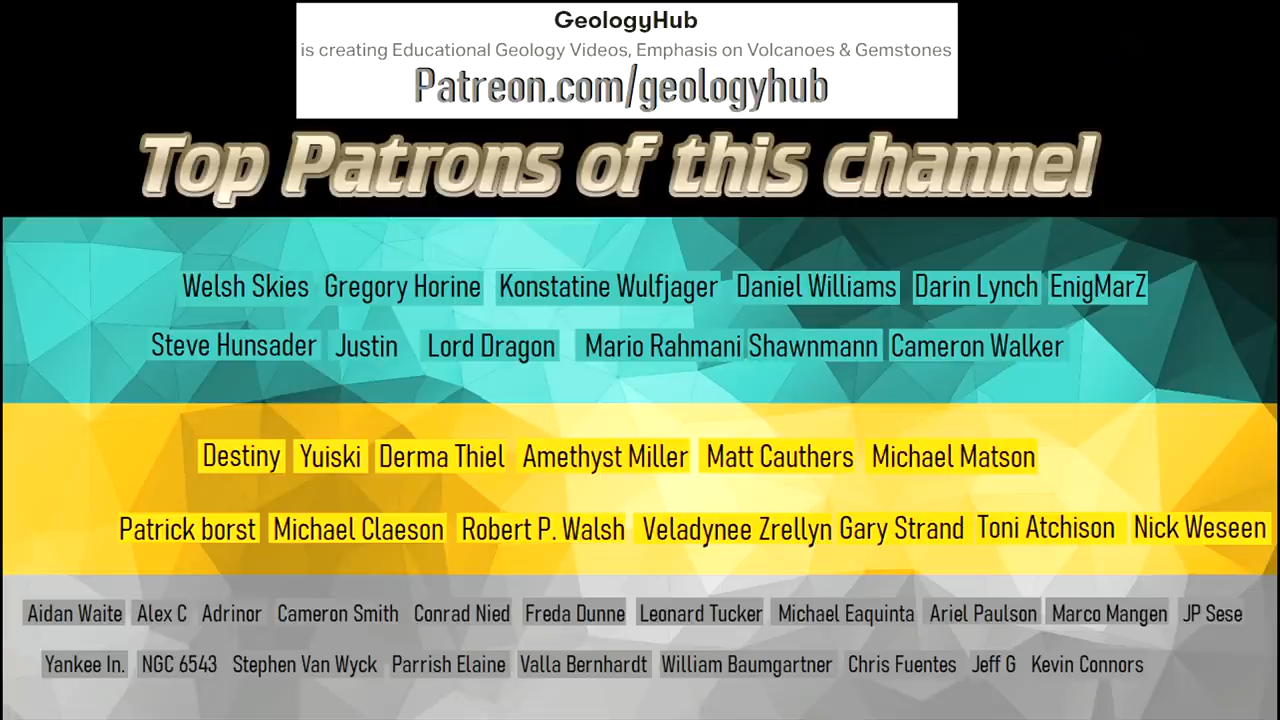 GeologyHub
is creating Educational Geology Videos, Emphasis on Volcanoes & Gemstones
Patreon.com/geologyhub
Top Patrons of this channel
Welsh Skies Gregory Horine Konstatine Wulfjager Daniel Williams Darin Lynch EnigMarZ
Steve Hunsader Justin Lord Dragon Mario Rahmani Shawnmann Cameron Walker
Destiny Yuiski Derma Thiel Amethyst Miller Matt Cauthers Michael Matson
Patrick borst Michael Claeson Robert P. Walsh Veladynee Zrellyn Gary Strand Toni Atchison Nick Weseen
Aidan Waite Alex C Adrinor Cameron Smith Conrad Nied Freda Dunne Leonard Tucker Michael Eaquinta Ariel Paulson Marco Mangen JP Sese
Yankee In. NGC 6543 Stephen Van Wyck Parrish Elaine Valla Bernhardt William Baumgartner Chris Fuentes Jeff G Kevin Connors